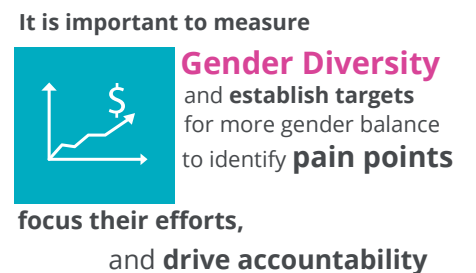 It is important to measure
Gender Diversity
$
and establish targets
for more gender balance
to identify pain points
focus their efforts,
and drive accountability